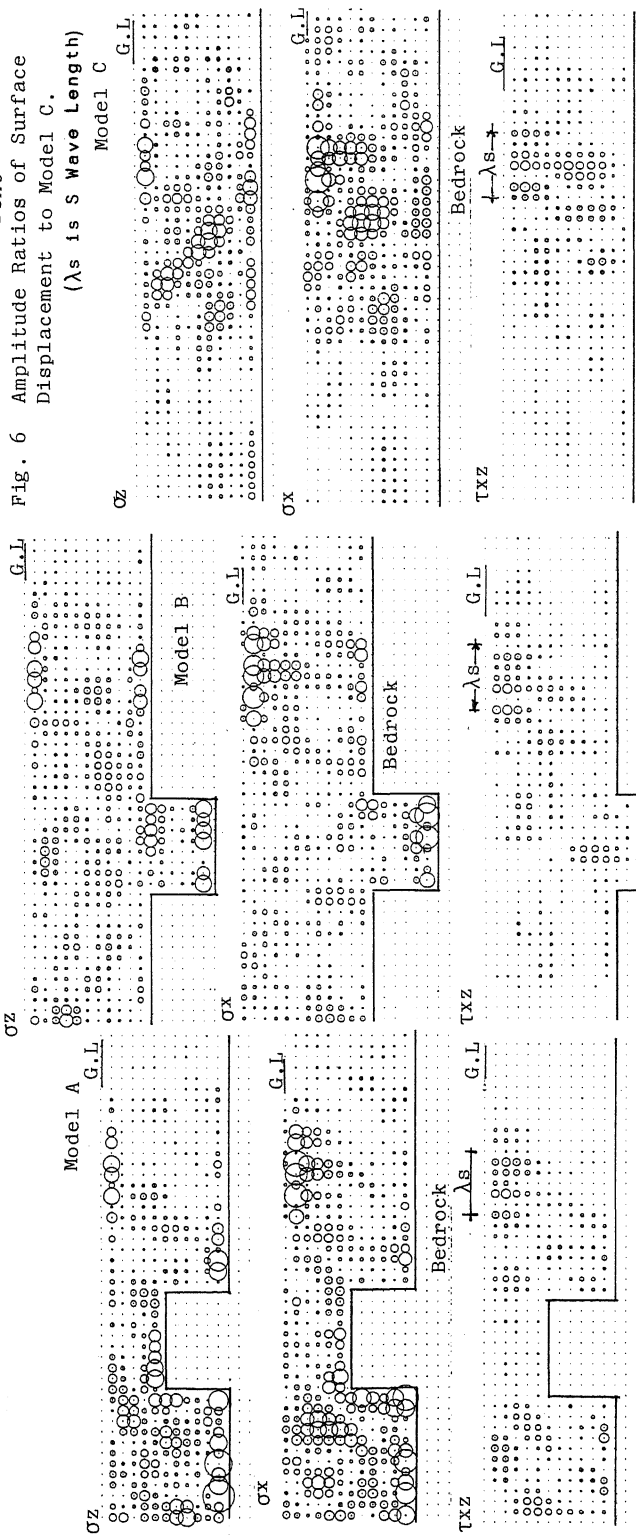 Fig. 6 Amplitude Ratios of Surface
Displacement to Model C.
(λs is S Wave Length)
Model A
σz
G.L
σx
G.L
Bedrock
τxz
λs
G.L
σz
G.L
Model B
σx
G.L
Bedrock
τxz
λs
G.L
Model C
σz
G.L
σx
G.L
Bedrock
τxz
λs
G.L